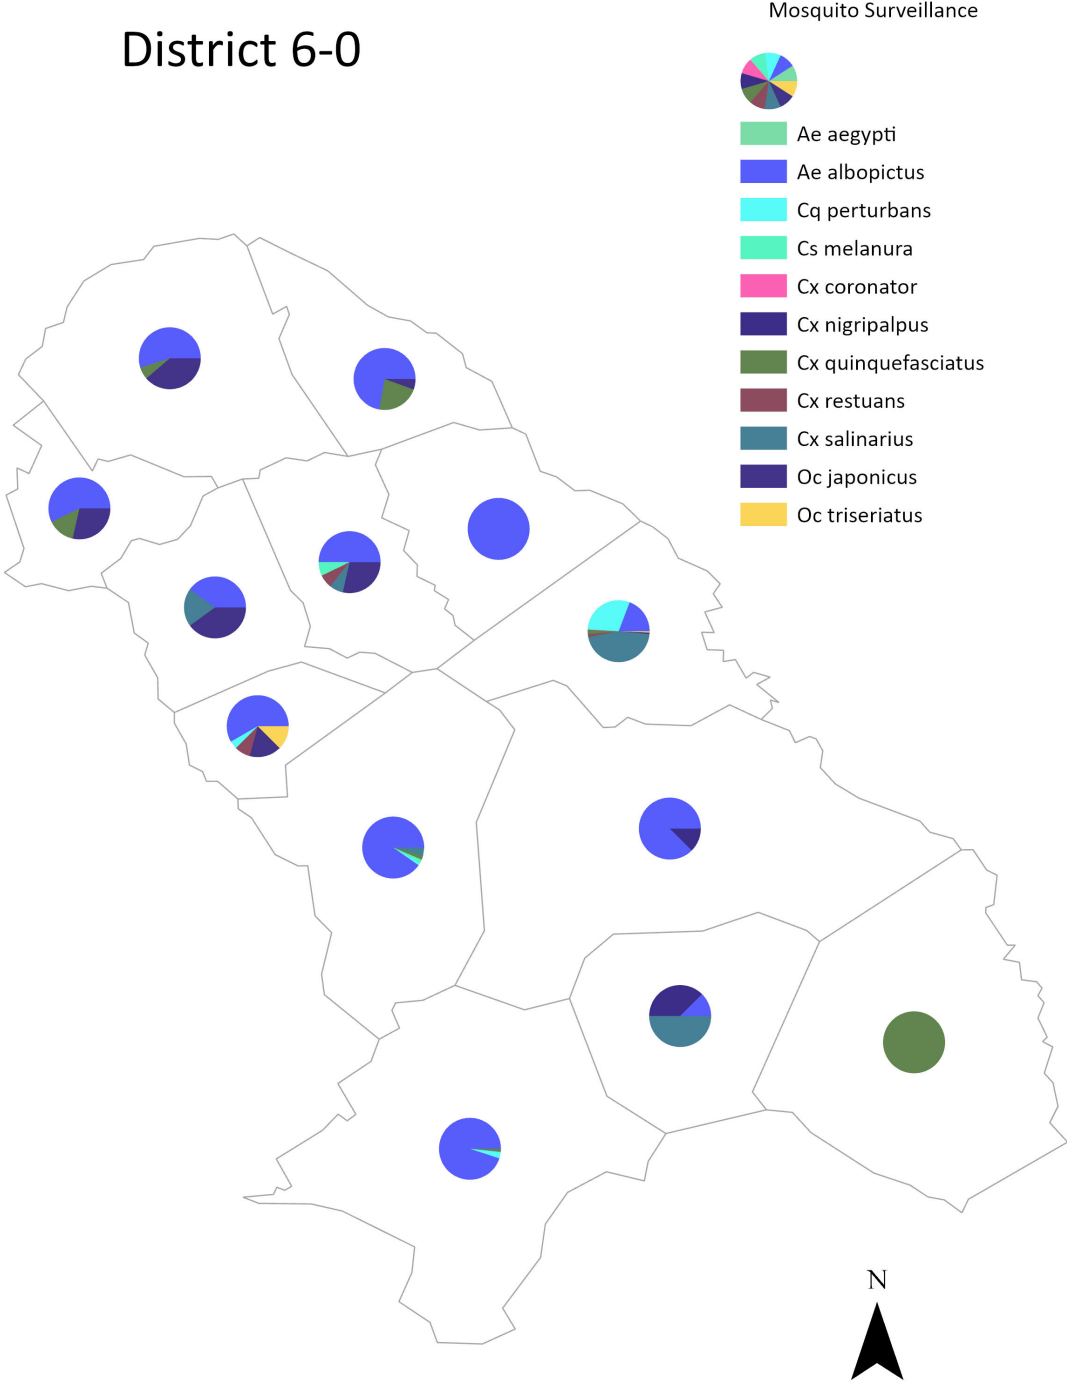 District 6-0
Mosquito Surveillance
Ae aegypti
Ae albopictus
Cq perturbans
Cs melanura
Cx coronator
Cx nigripalpus
Cx quinquefasciatus
Cx restuans
Cx salinarius
Oc japonicus
Oc triseriatus
N